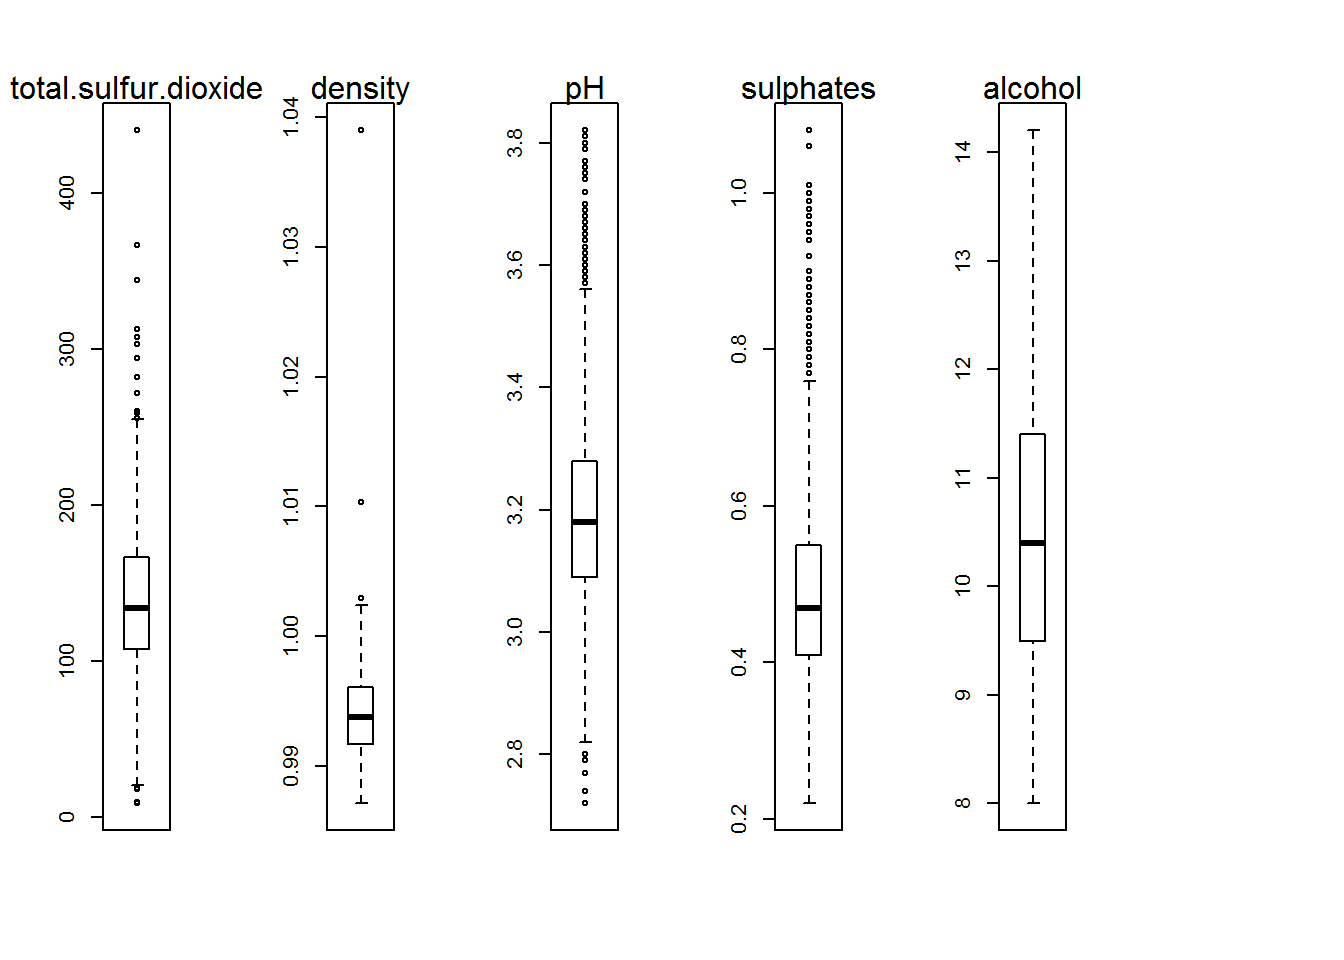 total.sulfur.dioxide density pH sulphates alcohol
0 100 200 300 400
0.99 1.00 1.01 1.02 1.03 1.04
2.8 3.0 3.2 3.4 3.6 3.8
0.2 0.4 0.6 0.8 1.0
8 9 10 11 12 13 14